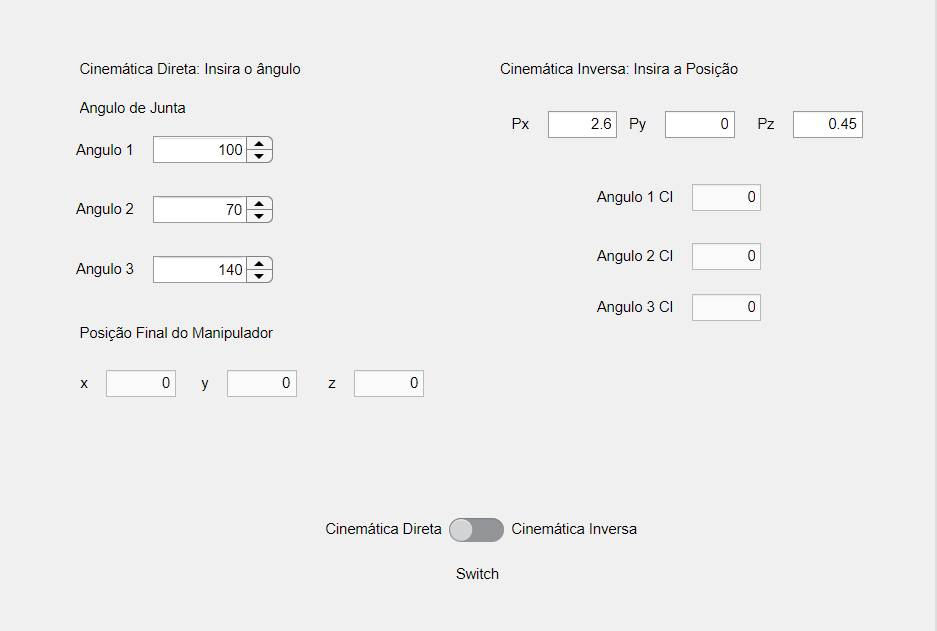 Cinemática Direta: Insira o ângulo
Angulo de Junta
Angulo 1 100
Angulo 2 70
Angulo 3 140
Posição Final do Manipulador
x 0 y 0 z 0
Cinemática Inversa: Insira a Posição
Px 2.6 Py 0 Pz 0.45
Angulo 1 CI 0
Angulo 2 CI 0
Angulo 3 CI 0
Cinemática Direta Cinemática Inversa
Switch